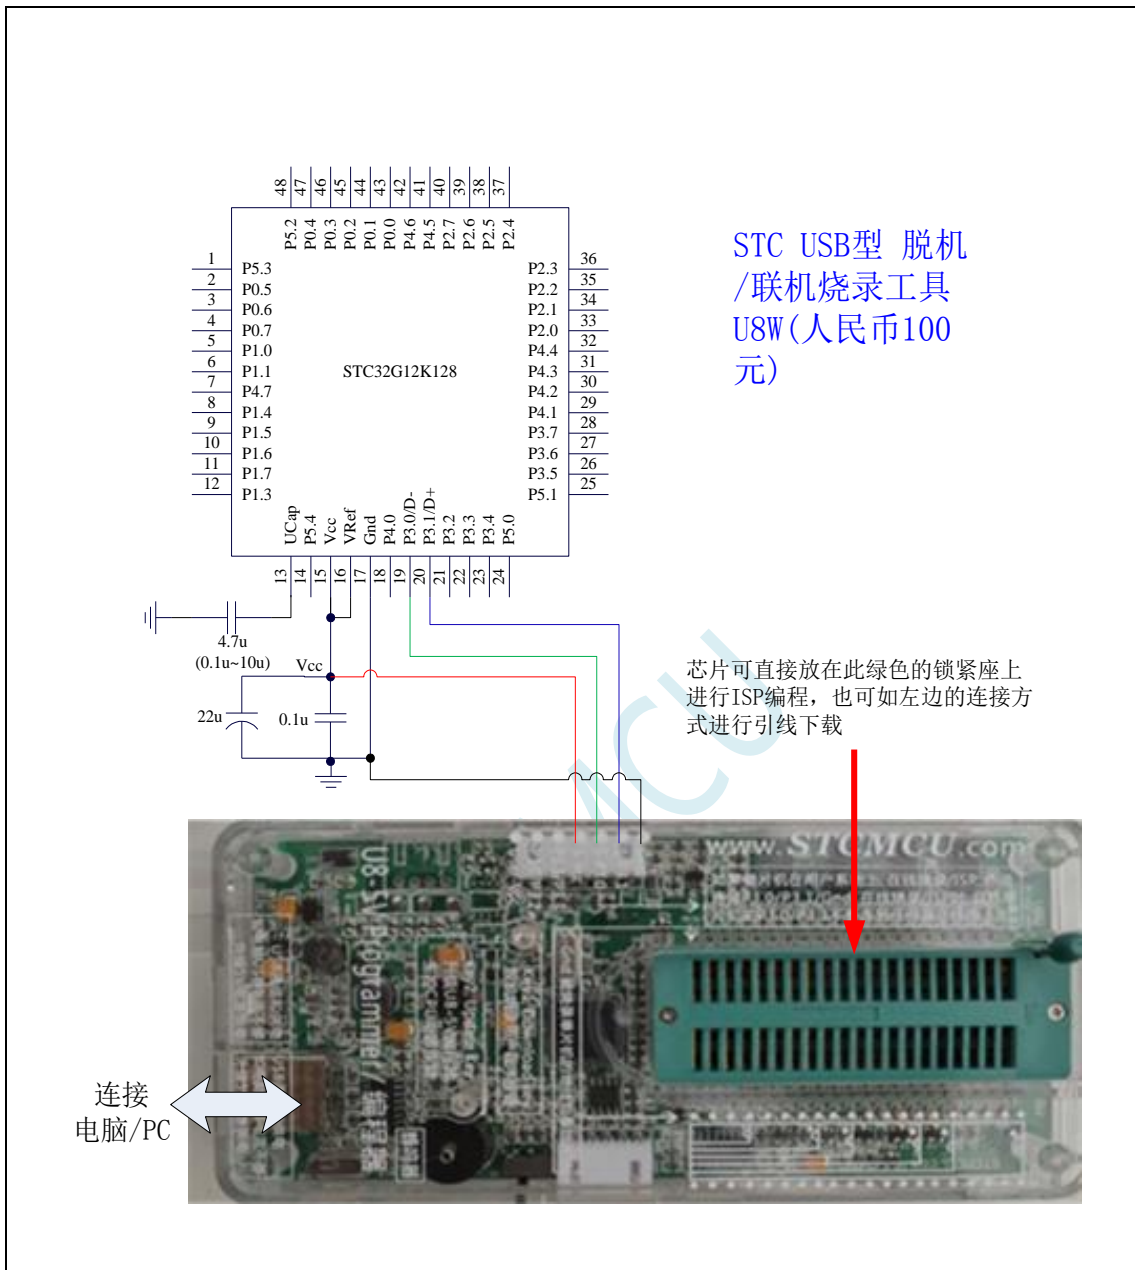 48
47
46
45
44
43
42
41
40
39
38
37
P5.2
P0.4
P0.3
P0.2
P0.1
P0.0
P4.6
P4.5
P2.7
P2.6
P2.5
P2.4
1 P5.3
2 P0.5
3 P0.6
4 P0.7
5 P1.0
6 P1.1
7 P4.7
8 P1.4
9 P1.5
10 P1.6
11 P1.7
12 P1.3
STC32G12K128
P2.3 36
P2.2 35
P2.1 34
P2.0 33
P4.4 32
P4.3 31
P4.2 30
P4.1 29
P3.7 28
P3.6 27
P3.5 26
P5.1 25
UCap
P5.4
Vcc
VRef
Gnd
P4.0
P3.0/D-
P3.1/D+
P3.2
P3.3
P3.4
P5.0
13
14
15
16
17
18
19
20
21
22
23
24
STC USB型 脱机
/联机烧录工具
U8W(人民币100
元)
4.7u
(0.1u~10u)
Vcc
22u
0.1u
芯片可直接放在此绿色的锁紧座上
进行ISP编程，也可如左边的连接方
式进行引线下载
MCU
www.STCMCU.com
U8-5V Programmer/编程器
连接
电脑/PC